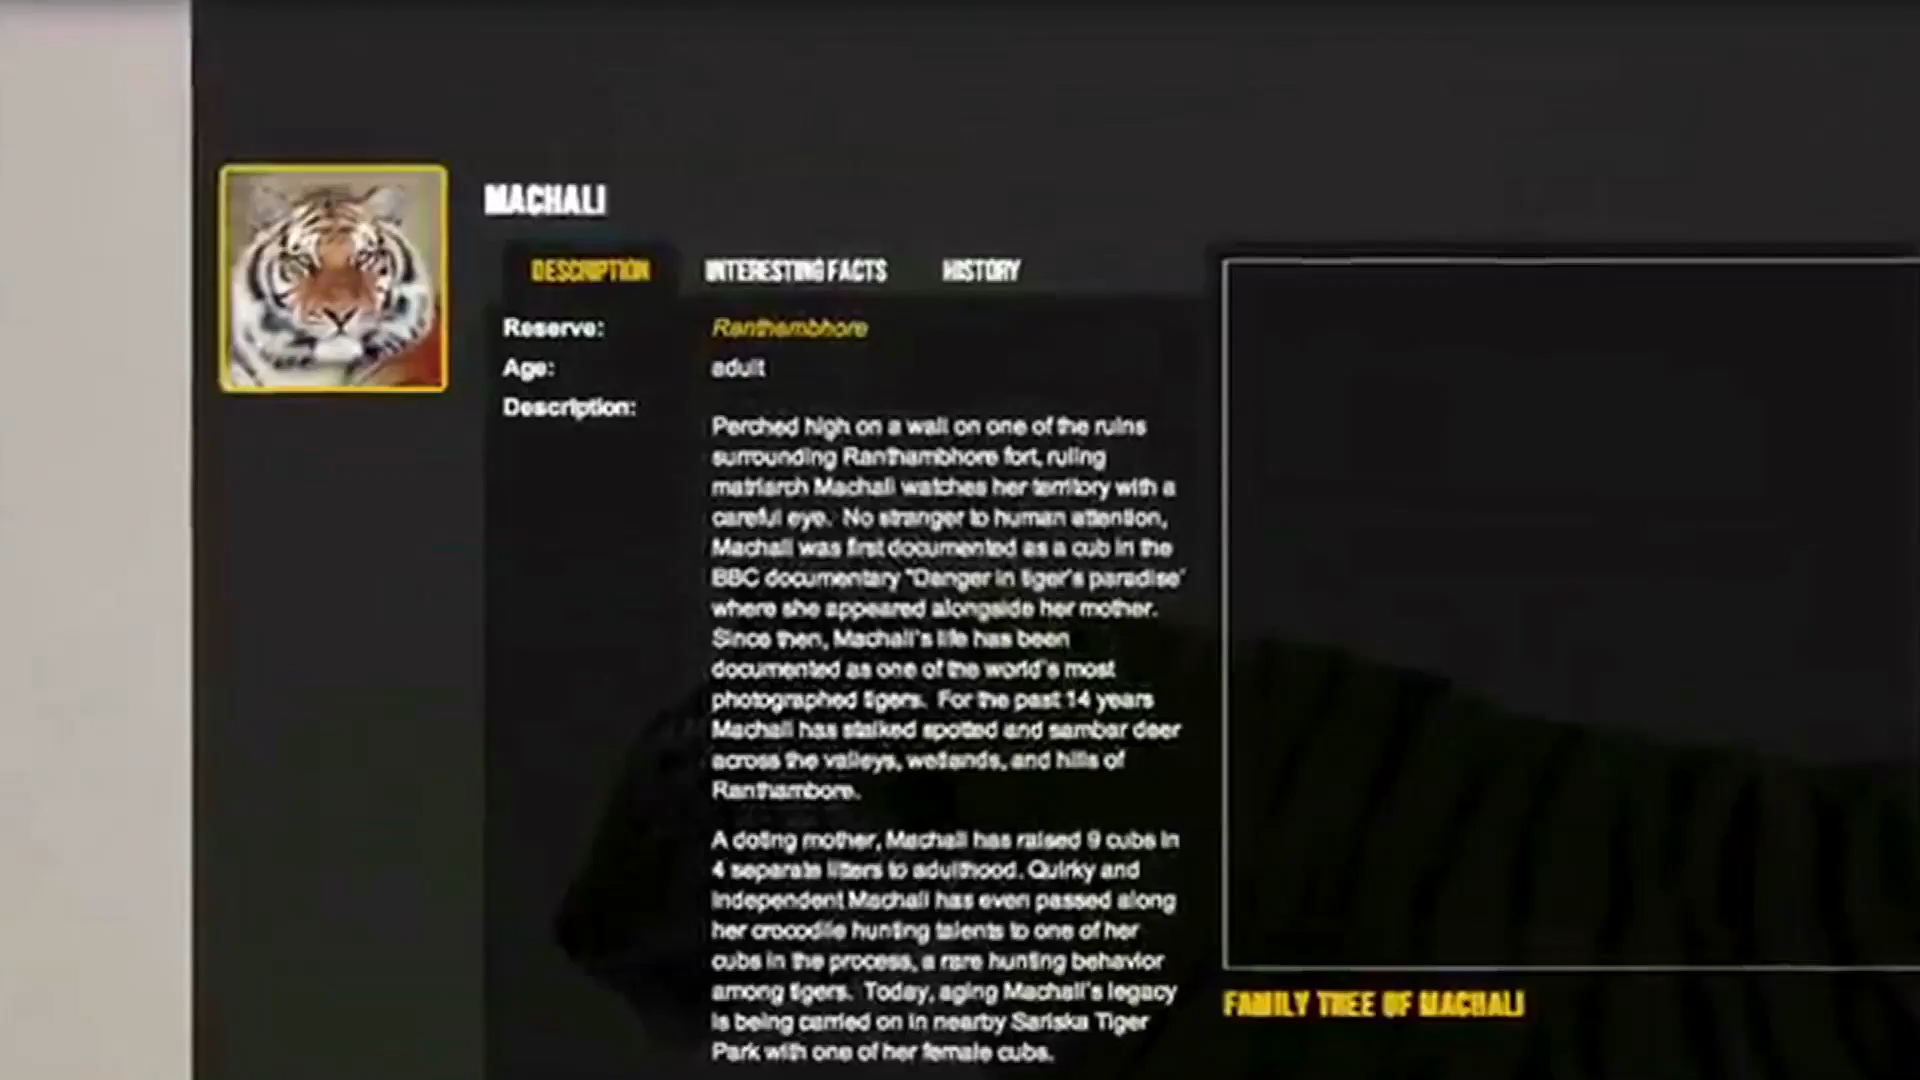 MACHALI
DESCRIPTION INTERESTING FACTS HISTORY
Reserve: Ranthambhore
Age: adult
Description:
Perched high on a wall on one of the ruins
surrounding Ranthambhore fort, ruling
matriarch Machali watches her territory with a
careful eye. No stranger to human attention,
Machali was first documented as a cub in the
BBC documentary "Danger in tiger's paradise'
where she appeared alongside her mother.
Since then, Machali's life has been
documented as one of the world's most
photographed tigers. For the past 14 years
Machali has stalked spotted and sambar deer
across the valleys, wetlands, and hills of
Ranthambore.
A doting mother, Machali has raised 9 cubs in
4 separate litters to adulthood. Quirky and
independent Machali has even passed along
her crocodile hunting talents to one of her
cubs in the process, a rare hunting behavior
among tigers. Today, aging Machali's legacy
is being carried on in nearby Sariska Tiger
Park with one of her female cubs.
FAMILY TREE OF MACHALI